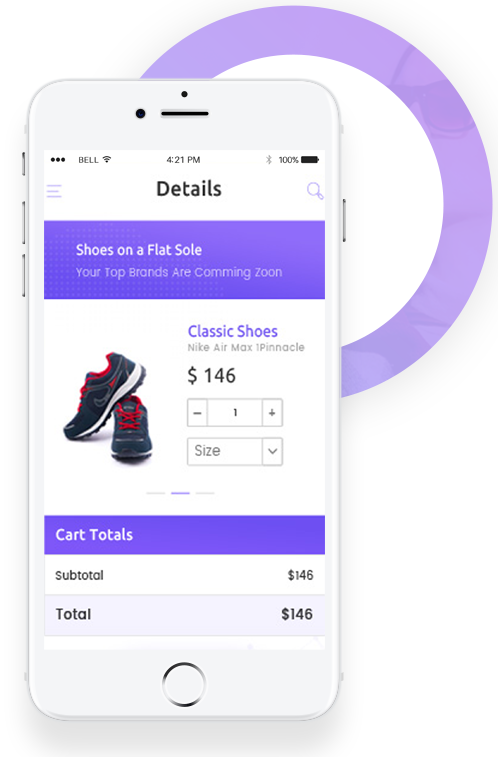 BELL 4:21 PM 100%
Details
Shoes on a Flat Sole
Your Top Brands Are Comming Zoon
Classic Shoes
Nike Air Max 1Pinnacle
$ 146
− 1 +
Size
Cart Totals
Subtotal $146
Total $146